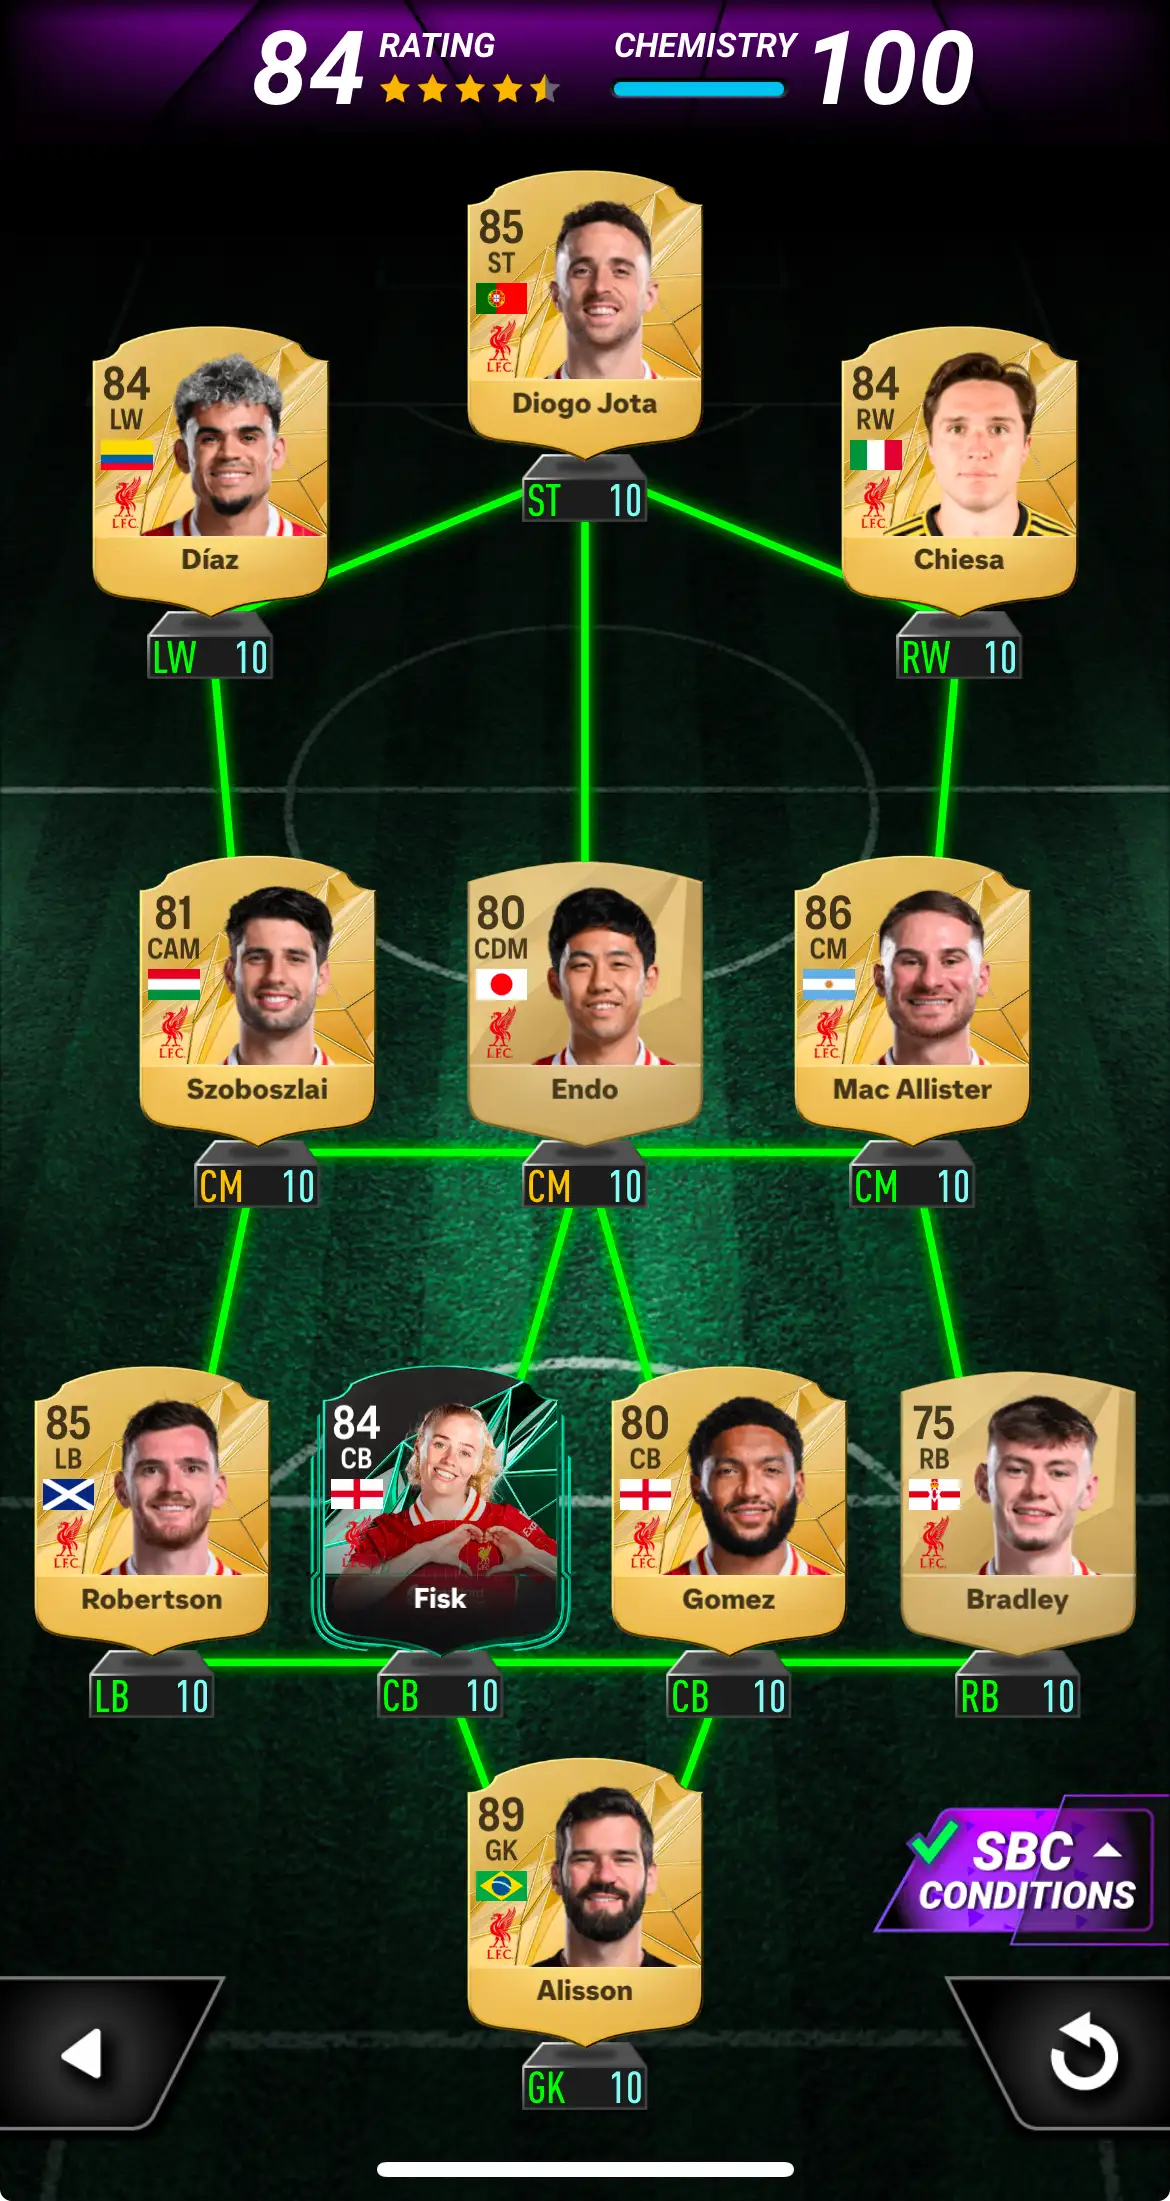 84 RATING CHEMISTRY 100
85
ST
L.F.C.
Diogo Jota
ST 10
84
LW
L.F.C.
Díaz
LW 10
84
RW
L.F.C.
Chiesa
RW 10
81
CAM
L.F.C.
Szoboszlai
CM 10
80
CDM
L.F.C.
Endo
CM 10
86
CM
L.F.C.
Mac Allister
CM 10
85
LB
L.F.C.
Robertson
LB 10
84
CB
L.F.C.
Fisk
CB 10
80
CB
L.F.C.
Gomez
CB 10
75
RB
L.F.C.
Bradley
RB 10
89
GK
L.F.C.
Alisson
GK 10
SBC
CONDITIONS